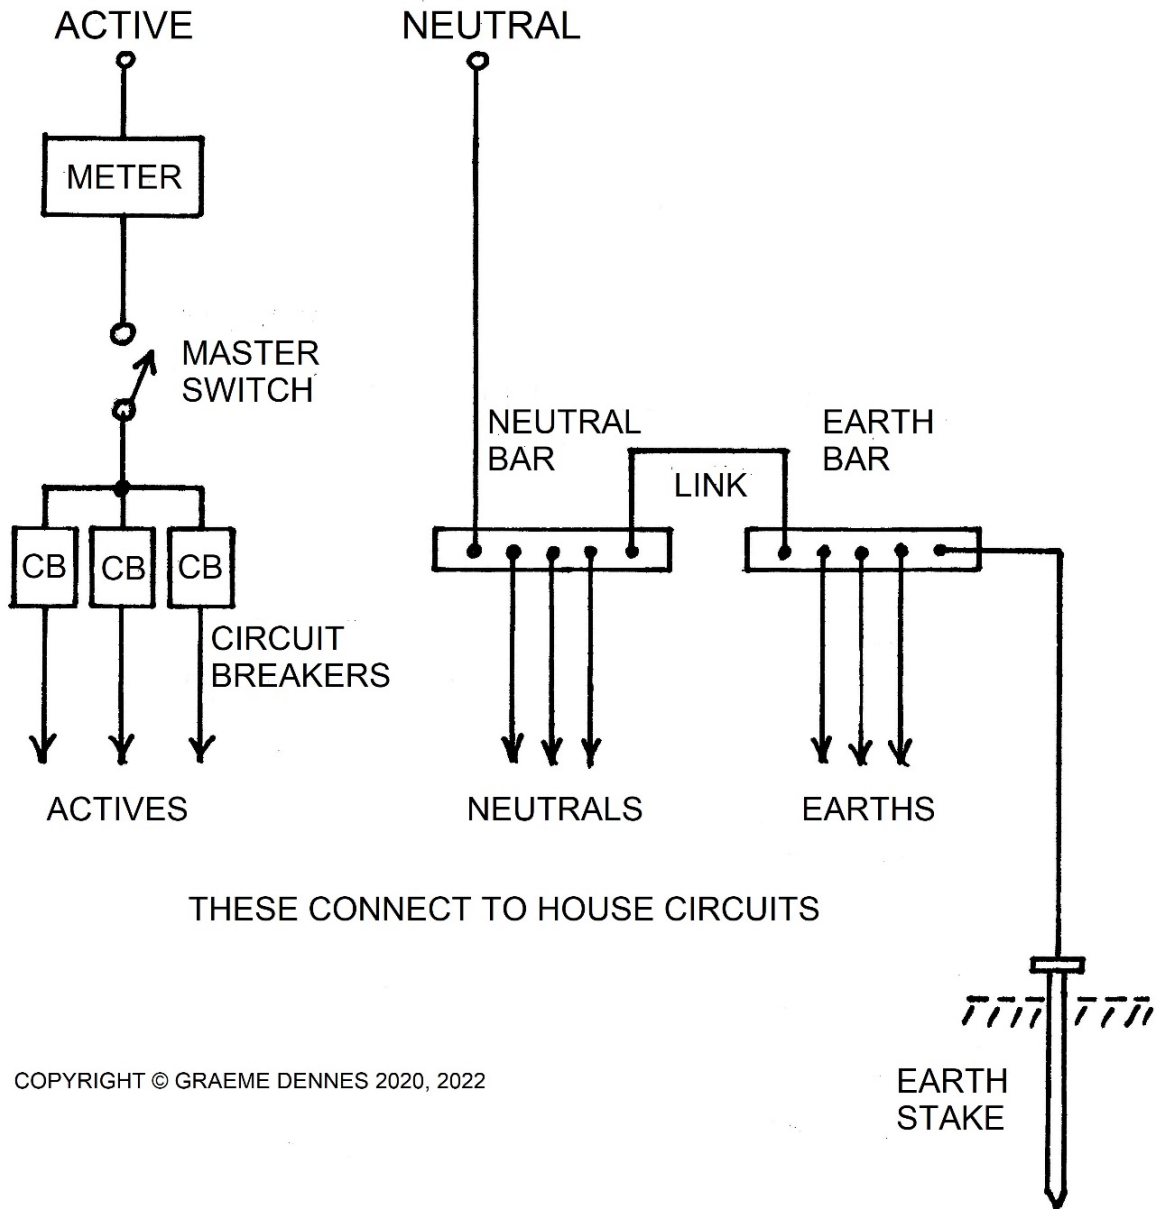 ACTIVE
NEUTRAL
METER
MASTER
SWITCH
NEUTRAL
BAR
EARTH
BAR
LINK
CB
CB
CB
CIRCUIT
BREAKERS
ACTIVES
NEUTRALS
EARTHS
THESE CONNECT TO HOUSE CIRCUITS
COPYRIGHT © GRAEME DENNES 2020, 2022
EARTH
STAKE